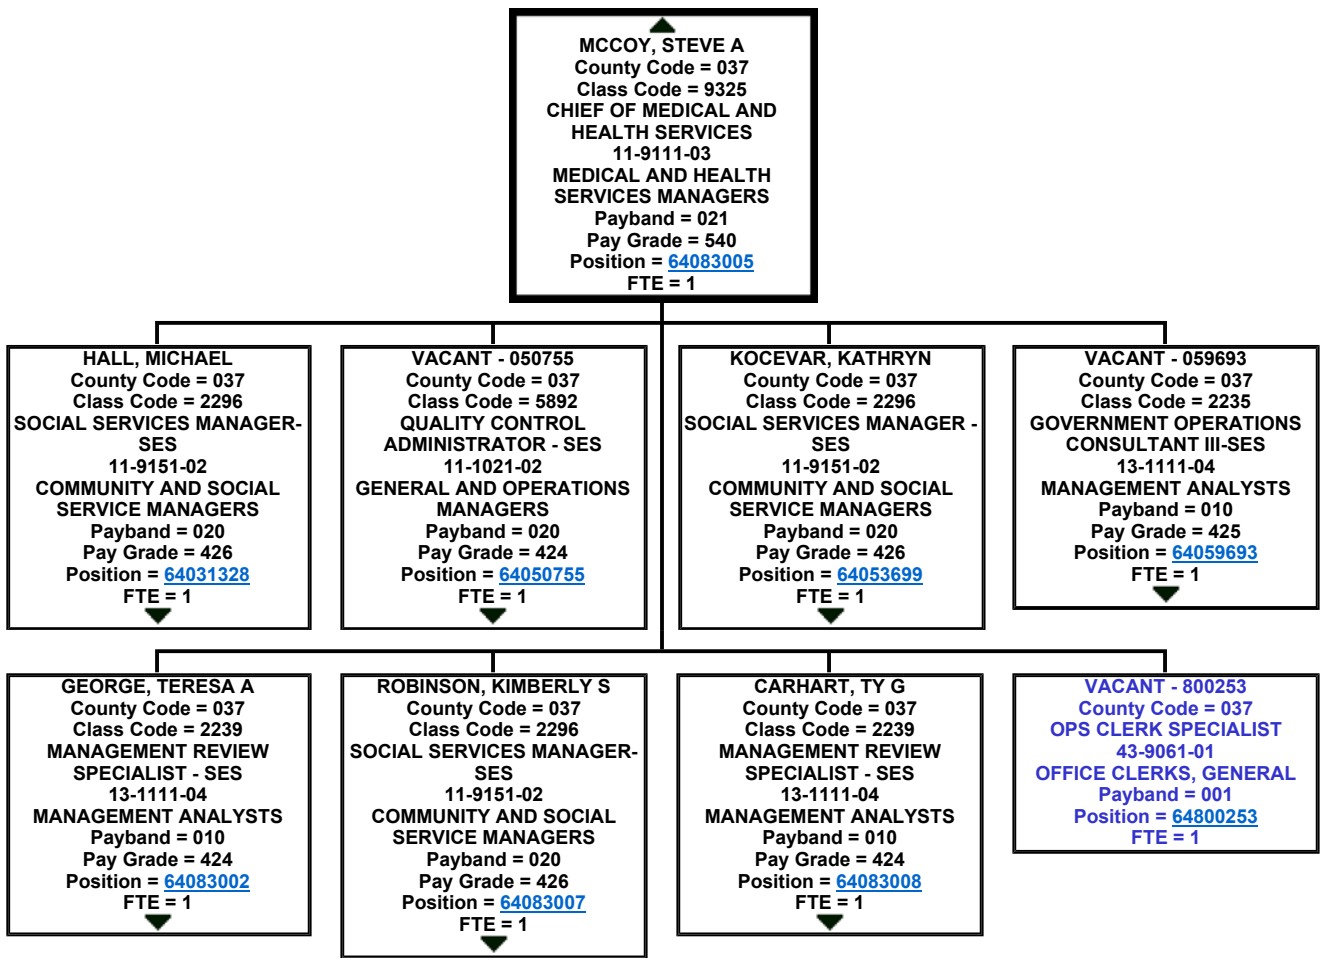 MCCOY, STEVE A
County Code = 037
Class Code = 9325
CHIEF OF MEDICAL AND
HEALTH SERVICES
11-9111-03
MEDICAL AND HEALTH
SERVICES MANAGERS
Payband = 021
Pay Grade = 540
Position = 64083005
FTE = 1
HALL, MICHAEL
County Code = 037
Class Code = 2296
SOCIAL SERVICES MANAGER-
SES
11-9151-02
COMMUNITY AND SOCIAL
SERVICE MANAGERS
Payband = 020
Pay Grade = 426
Position = 64031328
FTE = 1
VACANT - 050755
County Code = 037
Class Code = 5892
QUALITY CONTROL
ADMINISTRATOR - SES
11-1021-02
GENERAL AND OPERATIONS
MANAGERS
Payband = 020
Pay Grade = 424
Position = 64050755
FTE = 1
KOCEVAR, KATHRYN
County Code = 037
Class Code = 2296
SOCIAL SERVICES MANAGER -
SES
11-9151-02
COMMUNITY AND SOCIAL
SERVICE MANAGERS
Payband = 020
Pay Grade = 426
Position = 64053699
FTE = 1
VACANT - 059693
County Code = 037
Class Code = 2235
GOVERNMENT OPERATIONS
CONSULTANT III-SES
13-1111-04
MANAGEMENT ANALYSTS
Payband = 010
Pay Grade = 425
Position = 64059693
FTE = 1
GEORGE, TERESA A
County Code = 037
Class Code = 2239
MANAGEMENT REVIEW
SPECIALIST - SES
13-1111-04
MANAGEMENT ANALYSTS
Payband = 010
Pay Grade = 424
Position = 64083002
FTE = 1
ROBINSON, KIMBERLY S
County Code = 037
Class Code = 2296
SOCIAL SERVICES MANAGER-
SES
11-9151-02
COMMUNITY AND SOCIAL
SERVICE MANAGERS
Payband = 020
Pay Grade = 426
Position = 64083007
FTE = 1
CARHART, TY G
County Code = 037
Class Code = 2239
MANAGEMENT REVIEW
SPECIALIST - SES
13-1111-04
MANAGEMENT ANALYSTS
Payband = 010
Pay Grade = 424
Position = 64083008
FTE = 1
VACANT - 800253
County Code = 037
OPS CLERK SPECIALIST
43-9061-01
OFFICE CLERKS, GENERAL
Payband = 001
Position = 64800253
FTE = 1